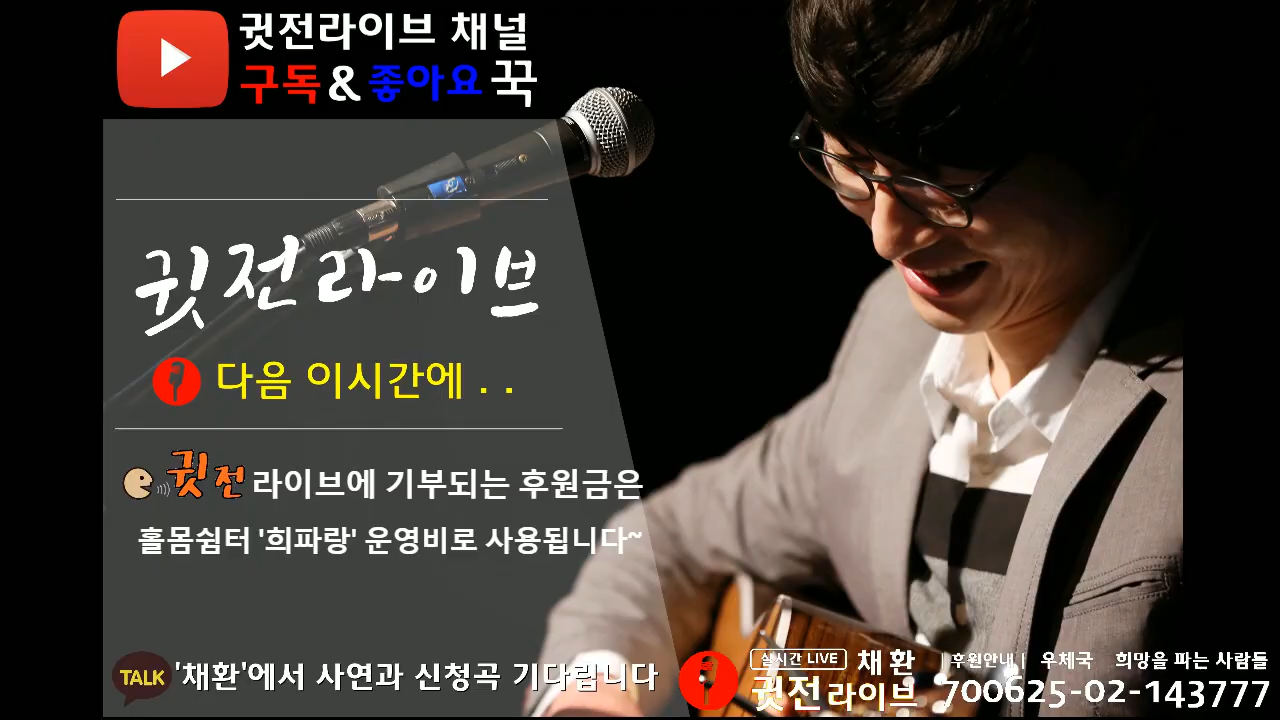 귓전라이브 채널
구독&좋아요 꾹
귓전라이브
다음 이시간에 . .
귓전 라이브에 기부되는 후원금은
홀몸쉼터 '희파랑' 운영비로 사용됩니다~
TALK '채환'에서 사연과 신청곡 기다립니다
실시간 LIVE 채환
귓전라이브
|후원안내| 우체국 희망을 파는 사람들
700625-02-143777